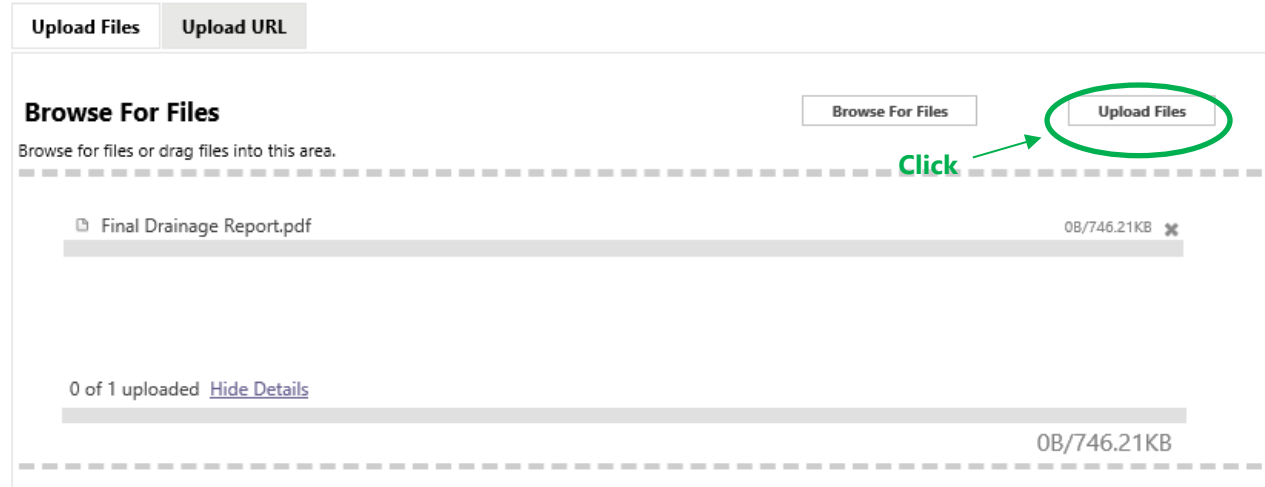 Upload Files Upload URL
Browse For Files Browse For Files Upload Files
Browse for files or drag files into this area.
Click
Final Drainage Report.pdf 0B/746.21KB
0 of 1 uploaded Hide Details
0B/746.21KB